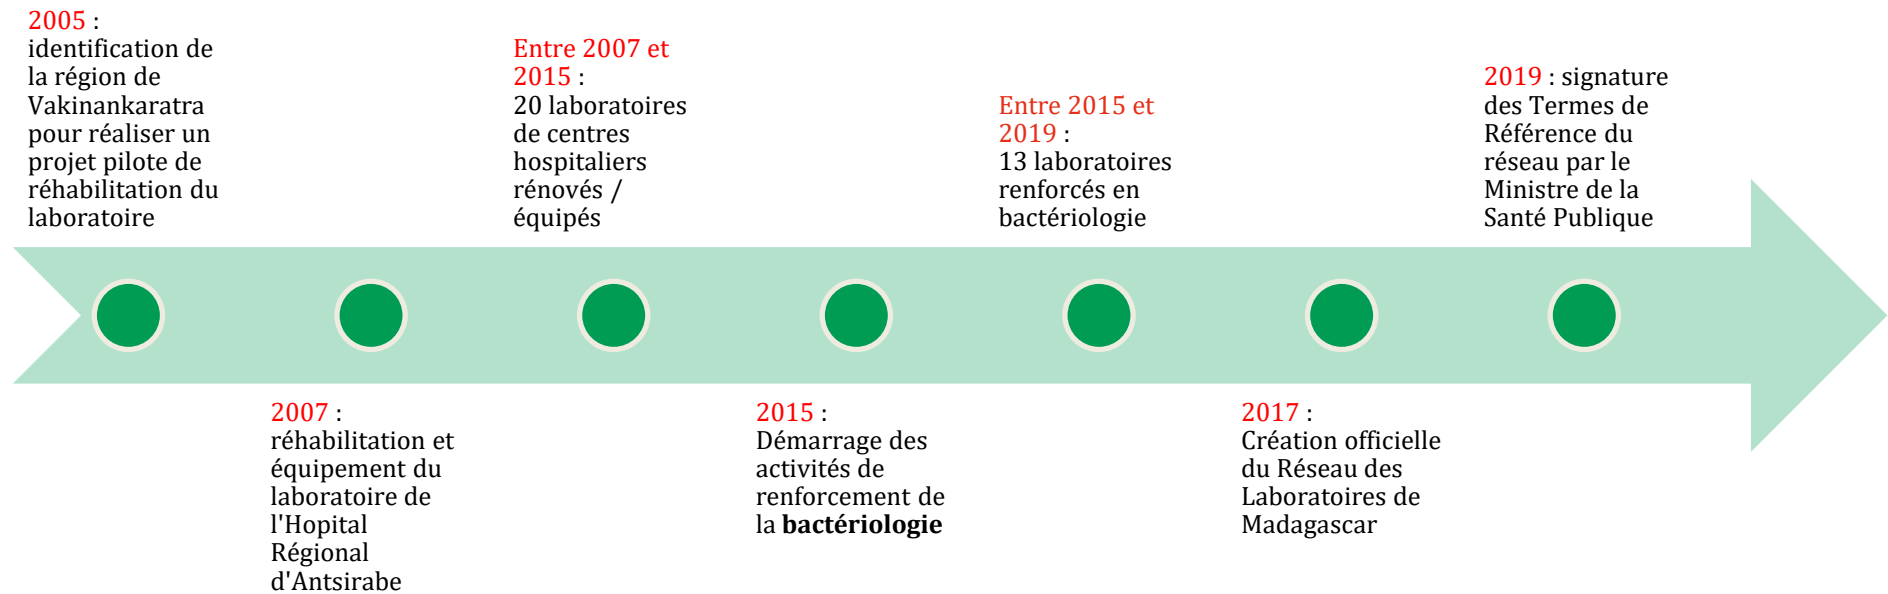 2005 :
identification de
la région de
Vakinankaratra
pour réaliser un
projet pilote de
réhabilitation du
laboratoire
2007 :
réhabilitation et
équipement du
laboratoire de
l'Hopital
Régional
d'Antsirabe
Entre 2007 et
2015 :
20 laboratoires
de centres
hospitaliers
rénovés /
équipés
2015 :
Démarrage des
activités de
renforcement de
la bactériologie
Entre 2015 et
2019 :
13 laboratoires
renforcés en
bactériologie
2017 :
Création officielle
du Réseau des
Laboratoires de
Madagascar
2019 : signature
des Termes de
Référence du
réseau par le
Ministre de la
Santé Publique